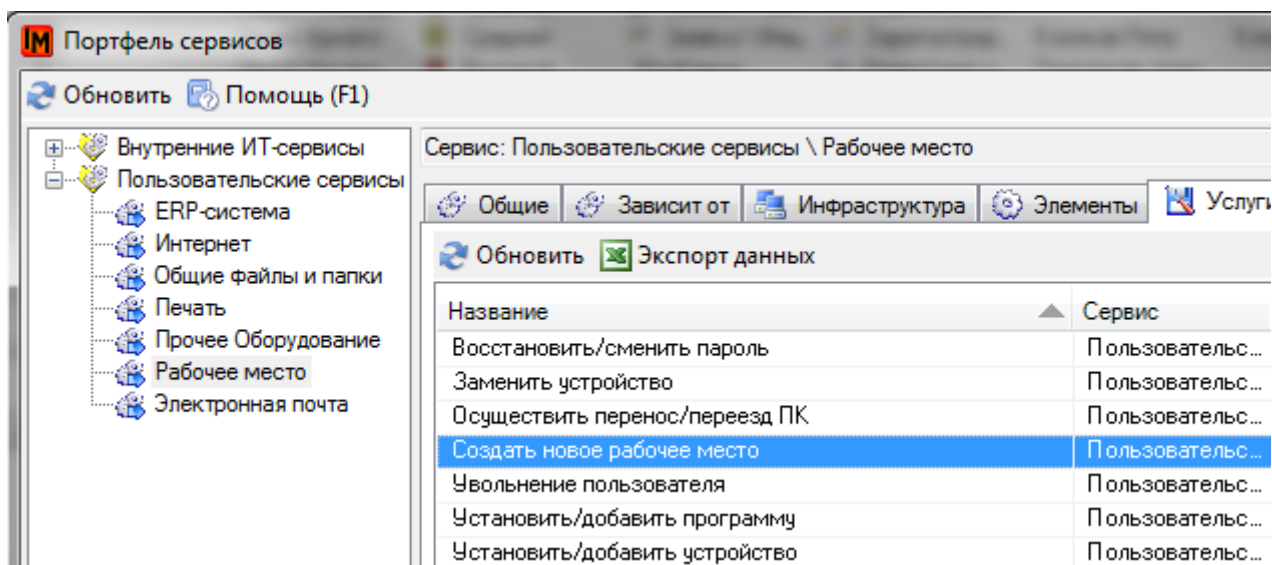 IM Портфель сервисов
Обновить Помощь (F1)
Внутренние ИТ-сервисы
Пользовательские сервисы
ERP-система
Интернет
Общие файлы и папки
Печать
Прочее Оборудование
Рабочее место
Электронная почта
Сервис: Пользовательские сервисы \ Рабочее место
Общие Зависит от Инфраструктура Элементы Услуги
Обновить Экспорт данных
Название Сервис
Восстановить/сменить пароль Пользовательс...
Заменить устройство Пользовательс...
Осуществить перенос/переезд ПК Пользовательс...
Создать новое рабочее место Пользовательс...
Увольнение пользователя Пользовательс...
Установить/добавить программу Пользовательс...
Установить/добавить устройство Пользовательс...